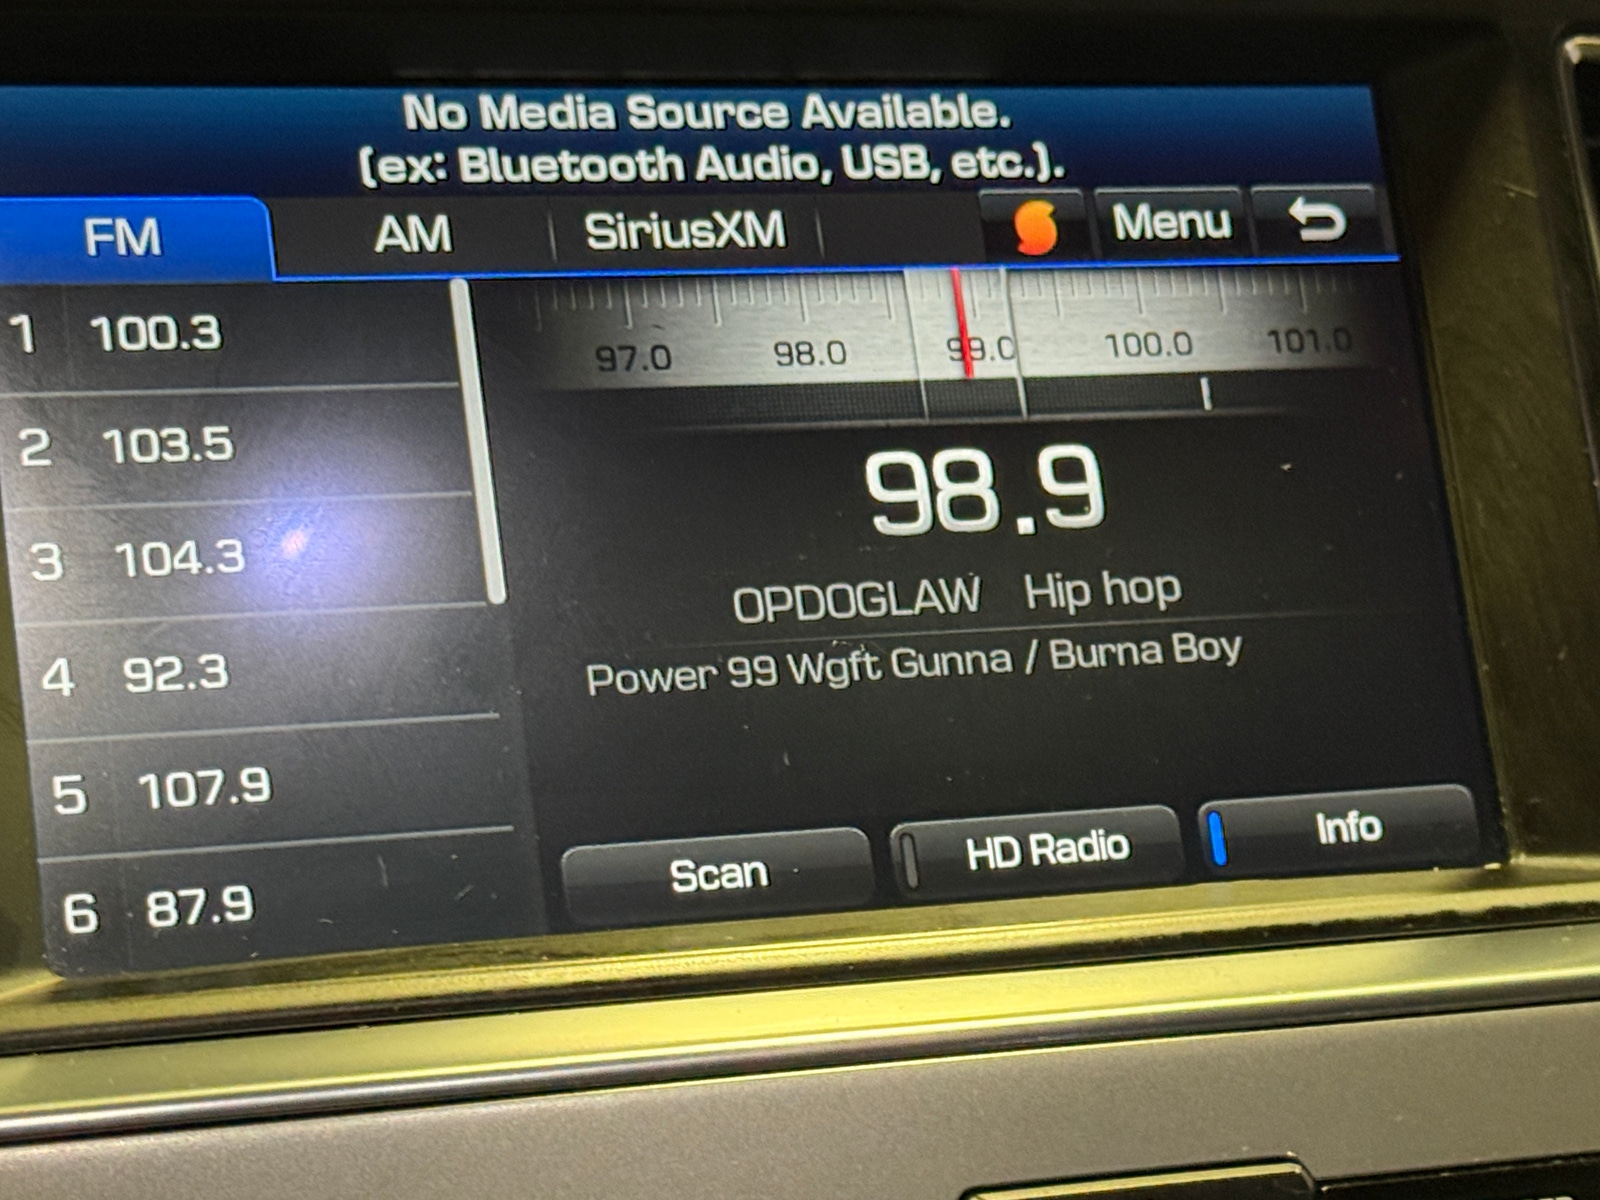 No Media Source Available.
(ex: Bluetooth Audio, USB, etc.).
FM AM SiriusXM Menu
97.0 98.0 99.0 100.0 101.0
1 100.3
2 103.5
3 104.3
4 92.3
5 107.9
6 87.9
98.9
OPDOGLAW Hip hop
Power 99 Wgft Gunna / Burna Boy
Scan HD Radio Info